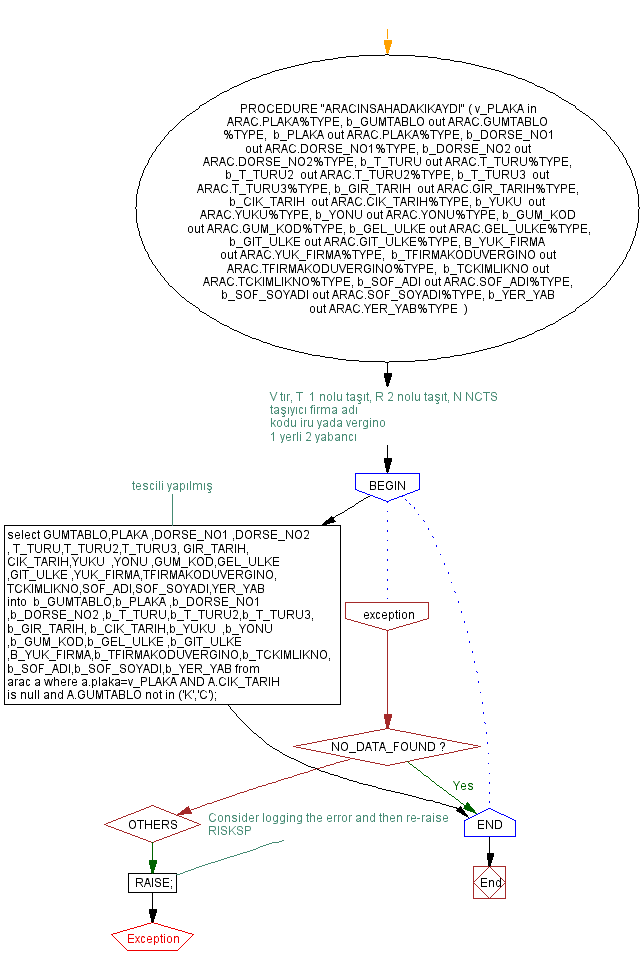 PROCEDURE "ARACINSAHADAKIKAYDI" ( v_PLAKA in
ARAC.PLAKA%TYPE, b_GUMTABLO out ARAC.GUMTABLO
%TYPE, b_PLAKA out ARAC.PLAKA%TYPE, b_DORSE_NO1
out ARAC.DORSE_NO1%TYPE, b_DORSE_NO2 out
ARAC.DORSE_NO2%TYPE, b_T_TURU out ARAC.T_TURU%TYPE,
b_T_TURU2 out ARAC.T_TURU2%TYPE, b_T_TURU3 out
ARAC.T_TURU3%TYPE, b_GIR_TARIH out ARAC.GIR_TARIH%TYPE,
b_CIK_TARIH out ARAC.CIK_TARIH%TYPE, b_YUKU out
ARAC.YUKU%TYPE, b_YONU out ARAC.YONU%TYPE, b_GUM_KOD
out ARAC.GUM_KOD%TYPE, b_GEL_ULKE out ARAC.GEL_ULKE%TYPE,
b_GIT_ULKE out ARAC.GIT_ULKE%TYPE, B_YUK_FIRMA
out ARAC.YUK_FIRMA%TYPE, b_TFIRMAKODUVERGINO out
ARAC.TFIRMAKODUVERGINO%TYPE, b_TCKIMLIKNO out
ARAC.TCKIMLIKNO%TYPE, b_SOF_ADI out ARAC.SOF_ADI%TYPE,
b_SOF_SOYADI out ARAC.SOF_SOYADI%TYPE, b_YER_YAB
out ARAC.YER_YAB%TYPE )
V tır, T 1 nolu taşıt, R 2 nolu taşıt, N NCTS
taşıyıcı firma adı
kodu iru yada vergino
1 yerli 2 yabancı
BEGIN
tescili yapılmış
select GUMTABLO,PLAKA ,DORSE_NO1 ,DORSE_NO2
, T_TURU,T_TURU2,T_TURU3, GIR_TARIH,
CIK_TARIH,YUKU ,YONU ,GUM_KOD,GEL_ULKE
,GIT_ULKE ,YUK_FIRMA,TFIRMAKODUVERGINO,
TCKIMLIKNO,SOF_ADI,SOF_SOYADI,YER_YAB
into b_GUMTABLO,b_PLAKA ,b_DORSE_NO1
,b_DORSE_NO2 ,b_T_TURU,b_T_TURU2,b_T_TURU3,
b_GIR_TARIH, b_CIK_TARIH,b_YUKU ,b_YONU
,b_GUM_KOD,b_GEL_ULKE ,b_GIT_ULKE
,B_YUK_FIRMA,b_TFIRMAKODUVERGINO,b_TCKIMLIKNO,
b_SOF_ADI,b_SOF_SOYADI,b_YER_YAB from
arac a where a.plaka=v_PLAKA AND A.CIK_TARIH
is null and A.GUMTABLO not in ('K','C');
exception
NO_DATA_FOUND ?
Yes
OTHERS
Consider logging the error and then re-raise
RISKSP
END
RAISE;
End
Exception